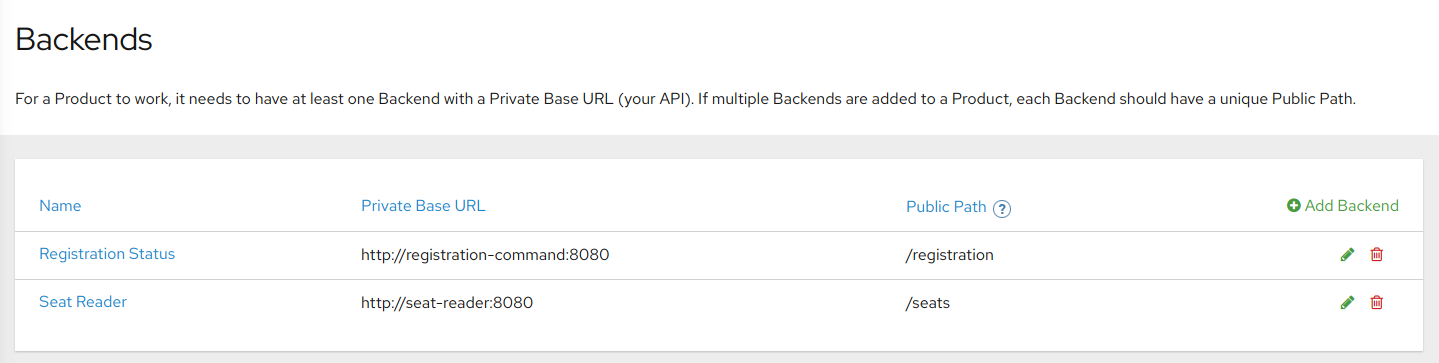 Backends
For a Product to work, it needs to have at least one Backend with a Private Base URL (your API). If multiple Backends are added to a Product, each Backend should have a unique Public Path.
Name Private Base URL Public Path ? Add Backend
Registration Status http://registration-command:8080 /registration
Seat Reader http://seat-reader:8080 /seats